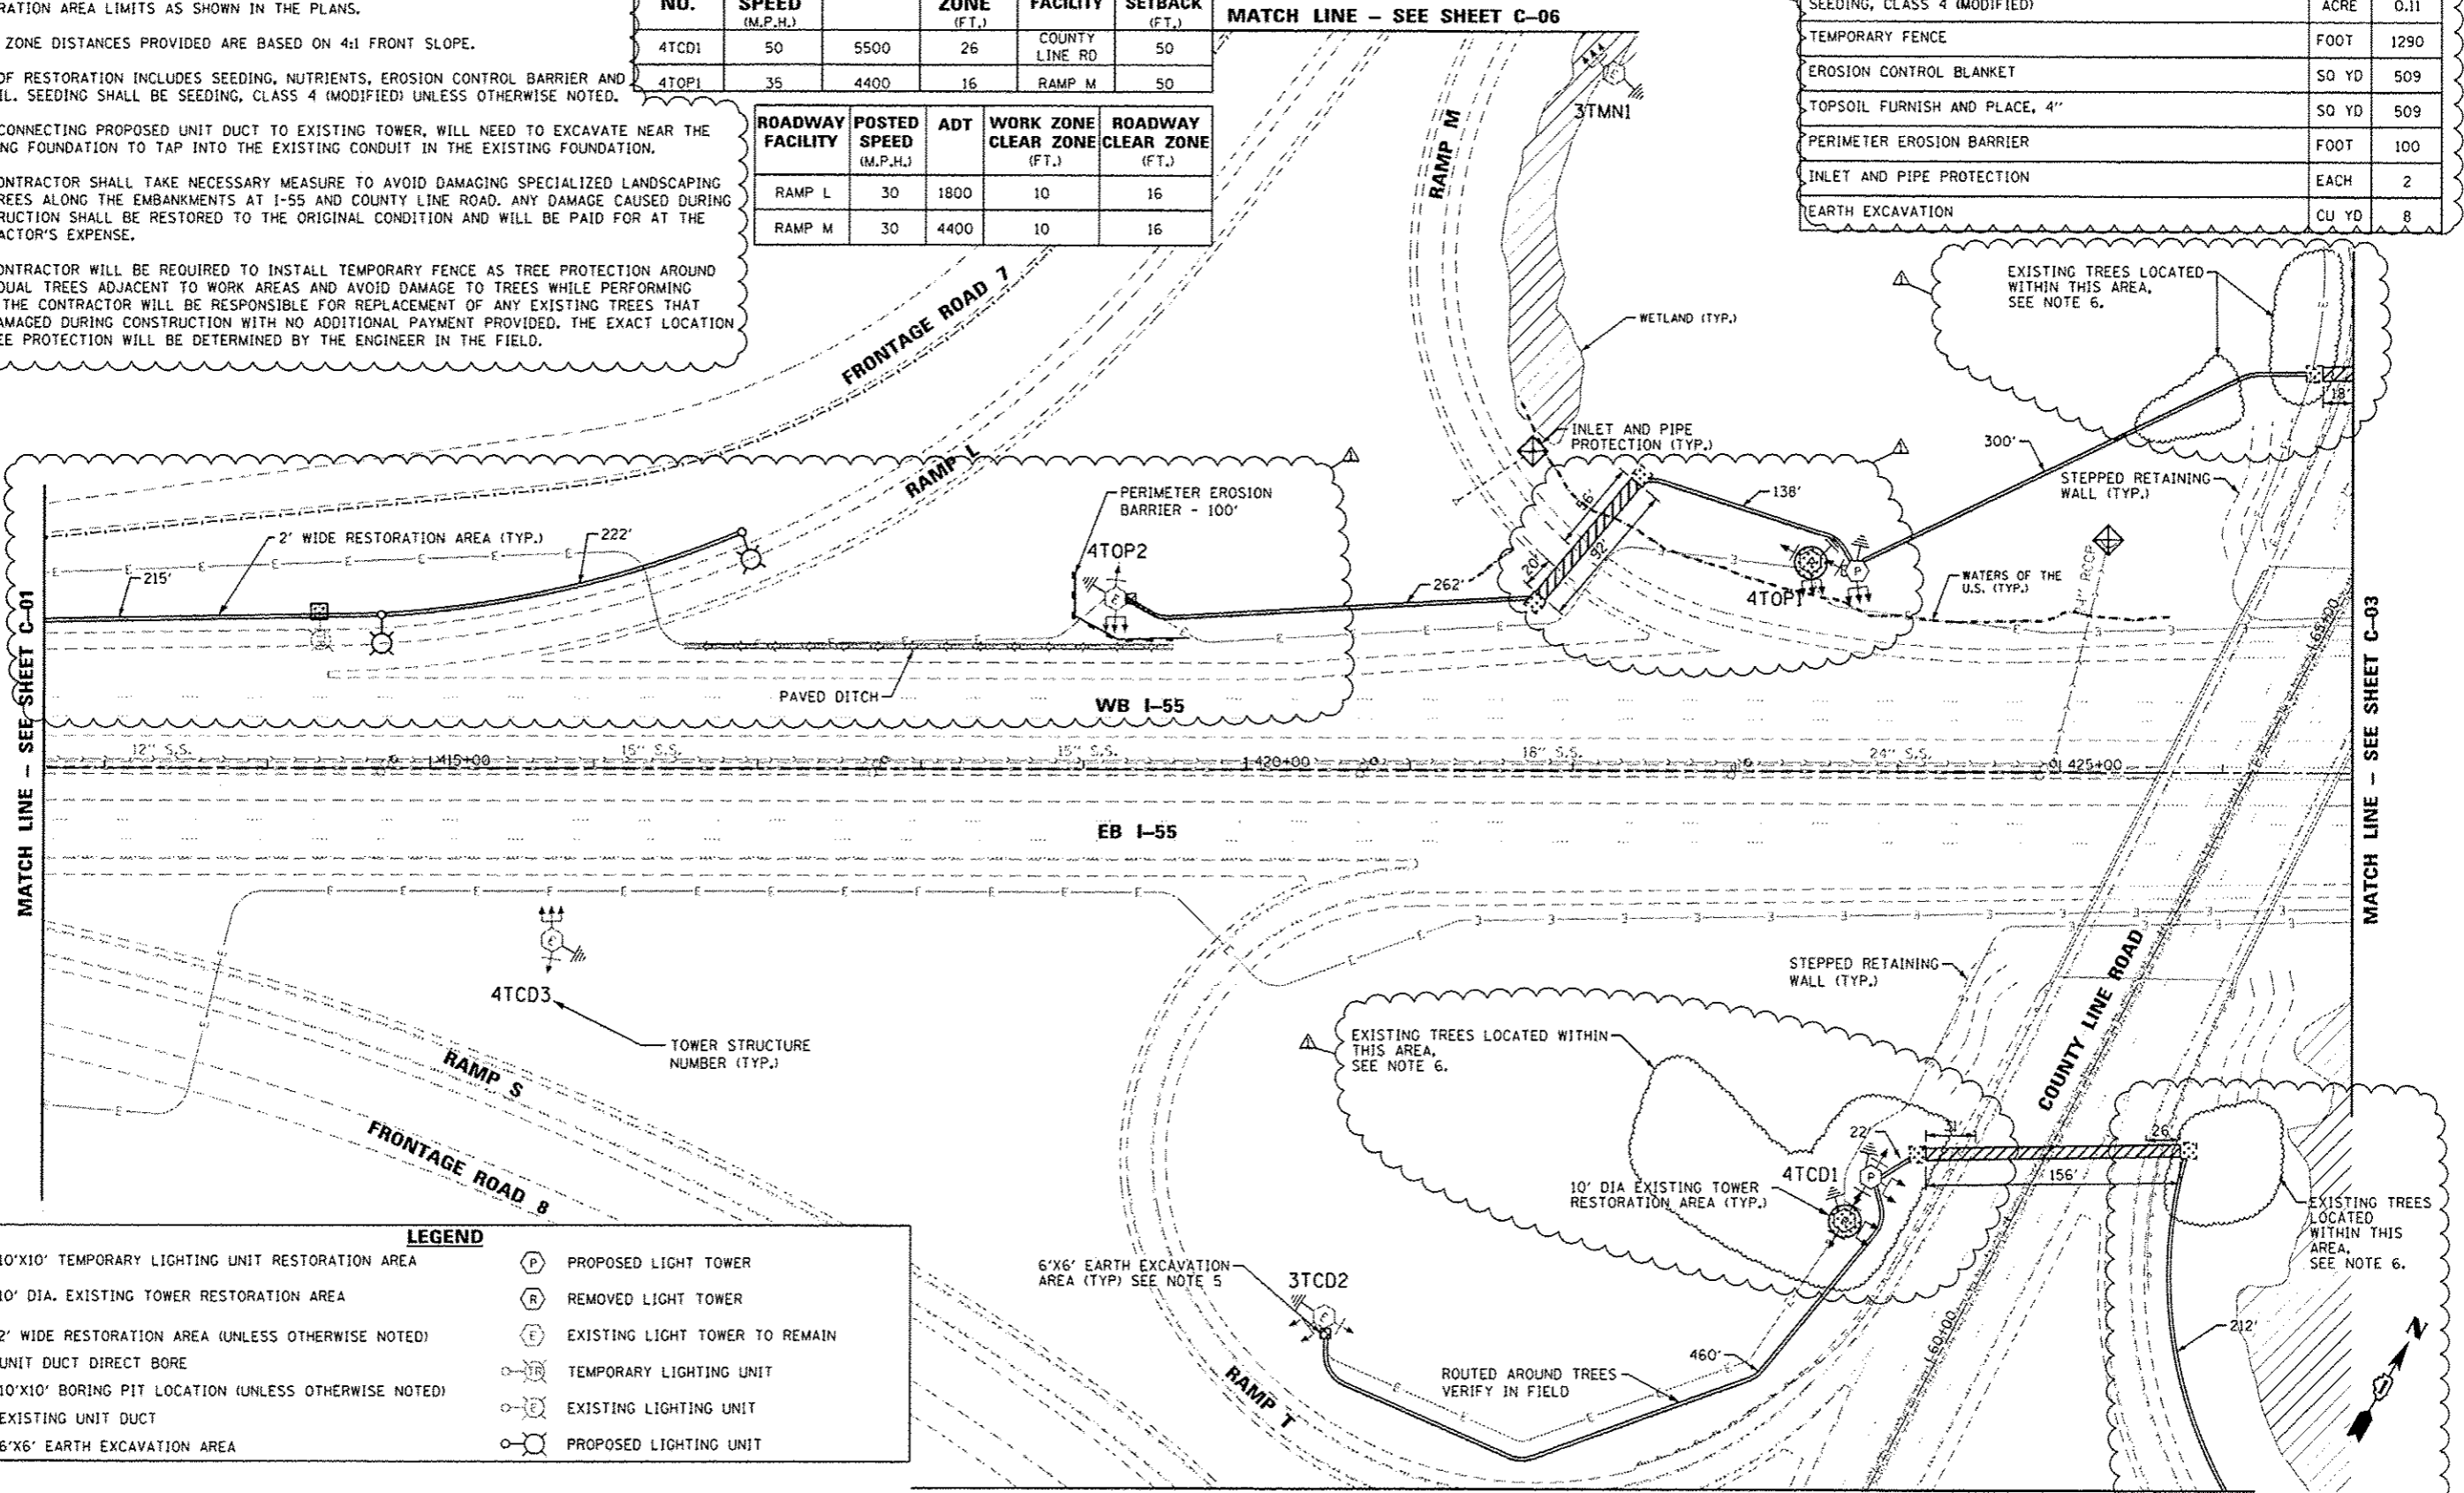 RATION AREA LIMITS AS SHOWN IN THE PLANS.
ZONE DISTANCES PROVIDED ARE BASED ON 4:1 FRONT SLOPE.
OF RESTORATION INCLUDES SEEDING, NUTRIENTS, EROSION CONTROL BARRIER AND
IL. SEEDING SHALL BE SEEDING, CLASS 4 (MODIFIED) UNLESS OTHERWISE NOTED.
CONNECTING PROPOSED UNIT DUCT TO EXISTING TOWER, WILL NEED TO EXCAVATE NEAR THE
NG FOUNDATION TO TAP INTO THE EXISTING CONDUIT IN THE EXISTING FOUNDATION.
ONTRACTOR SHALL TAKE NECESSARY MEASURE TO AVOID DAMAGING SPECIALIZED LANDSCAPING
REES ALONG THE EMBANKMENTS AT I-55 AND COUNTY LINE ROAD. ANY DAMAGE CAUSED DURING
RUCTION SHALL BE RESTORED TO THE ORIGINAL CONDITION AND WILL BE PAID FOR AT THE
ACTOR'S EXPENSE.
ONTRACTOR WILL BE REQUIRED TO INSTALL TEMPORARY FENCE AS TREE PROTECTION AROUND
DUAL TREES ADJACENT TO WORK AREAS AND AVOID DAMAGE TO TREES WHILE PERFORMING
THE CONTRACTOR WILL BE RESPONSIBLE FOR REPLACEMENT OF ANY EXISTING TREES THAT
AMAGED DURING CONSTRUCTION WITH NO ADDITIONAL PAYMENT PROVIDED. THE EXACT LOCATION
EE PROTECTION WILL BE DETERMINED BY THE ENGINEER IN THE FIELD.
NO. SPEED (M.P.H.) ZONE (FT.) FACILITY SETBACK (FT.)
4TCD1 50 5500 26 COUNTY LINE RD 50
4TOP1 35 4400 16 RAMP M 50
ROADWAY FACILITY POSTED SPEED (M.P.H.) ADT WORK ZONE CLEAR ZONE (FT.) ROADWAY CLEAR ZONE (FT.)
RAMP L 30 1800 10 16
RAMP M 30 4400 10 16
MATCH LINE – SEE SHEET C–06
SEEDING, CLASS 4 (MODIFIED) ACRE 0.11
TEMPORARY FENCE FOOT 1290
EROSION CONTROL BLANKET SQ YD 509
TOPSOIL FURNISH AND PLACE, 4" SQ YD 509
PERIMETER EROSION BARRIER FOOT 100
INLET AND PIPE PROTECTION EACH 2
EARTH EXCAVATION CU YD 8
3TMN1
RAMP M
WETLAND (TYP.)
EXISTING TREES LOCATED
WITHIN THIS AREA.
SEE NOTE 6.
18'
FRONTAGE ROAD 7
RAMP L
INLET AND PIPE
PROTECTION (TYP.)
300'
STEPPED RETAINING
WALL (TYP.)
PERIMETER EROSION
BARRIER - 100'
4TOP2
2' WIDE RESTORATION AREA (TYP.)
222'
215'
262'
56'
92'
20'
138'
4TOP1
WATERS OF THE
U.S. (TYP.)
PAVED DITCH
WB I–55
12" S.S.
15" S.S.
15" S.S.
18" S.S.
24" S.S.
415+00
420+00
425+00
EB I–55
165+00
MATCH LINE – SEE SHEET C–01
MATCH LINE – SEE SHEET C–03
4TCD3
TOWER STRUCTURE
NUMBER (TYP.)
RAMP S
FRONTAGE ROAD 8
STEPPED RETAINING
WALL (TYP.)
COUNTY LINE ROAD
EXISTING TREES LOCATED WITHIN
THIS AREA.
SEE NOTE 6.
22'
31'
26'
156'
4TCD1
10' DIA EXISTING TOWER
RESTORATION AREA (TYP.)
EXISTING TREES
LOCATED
WITHIN THIS
AREA.
SEE NOTE 6.
6'X6' EARTH EXCAVATION
AREA (TYP) SEE NOTE 5
3TCD2
RAMP T
ROUTED AROUND TREES
VERIFY IN FIELD
460'
160+00
212'
N
LEGEND
10'X10' TEMPORARY LIGHTING UNIT RESTORATION AREA
10' DIA. EXISTING TOWER RESTORATION AREA
2' WIDE RESTORATION AREA (UNLESS OTHERWISE NOTED)
UNIT DUCT DIRECT BORE
10'X10' BORING PIT LOCATION (UNLESS OTHERWISE NOTED)
EXISTING UNIT DUCT
6'X6' EARTH EXCAVATION AREA
P PROPOSED LIGHT TOWER
R REMOVED LIGHT TOWER
E EXISTING LIGHT TOWER TO REMAIN
TR TEMPORARY LIGHTING UNIT
E EXISTING LIGHTING UNIT
PROPOSED LIGHTING UNIT